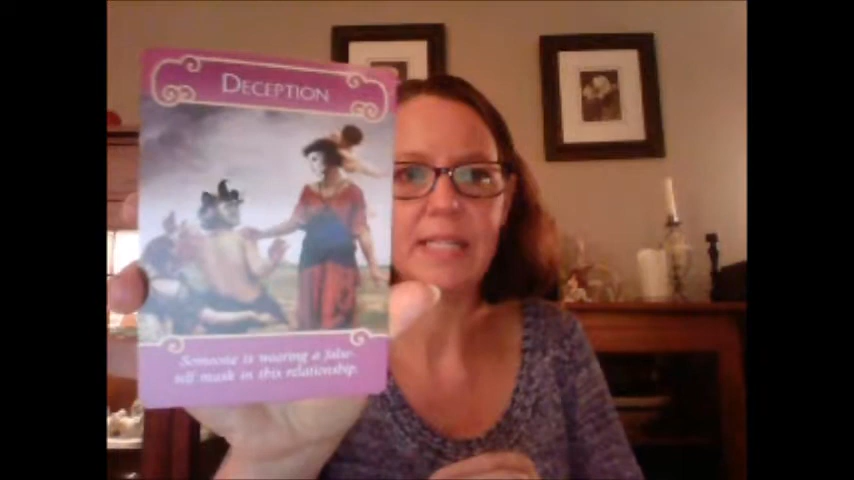 DECEPTION
Someone is wearing a false-
self mask in this relationship.